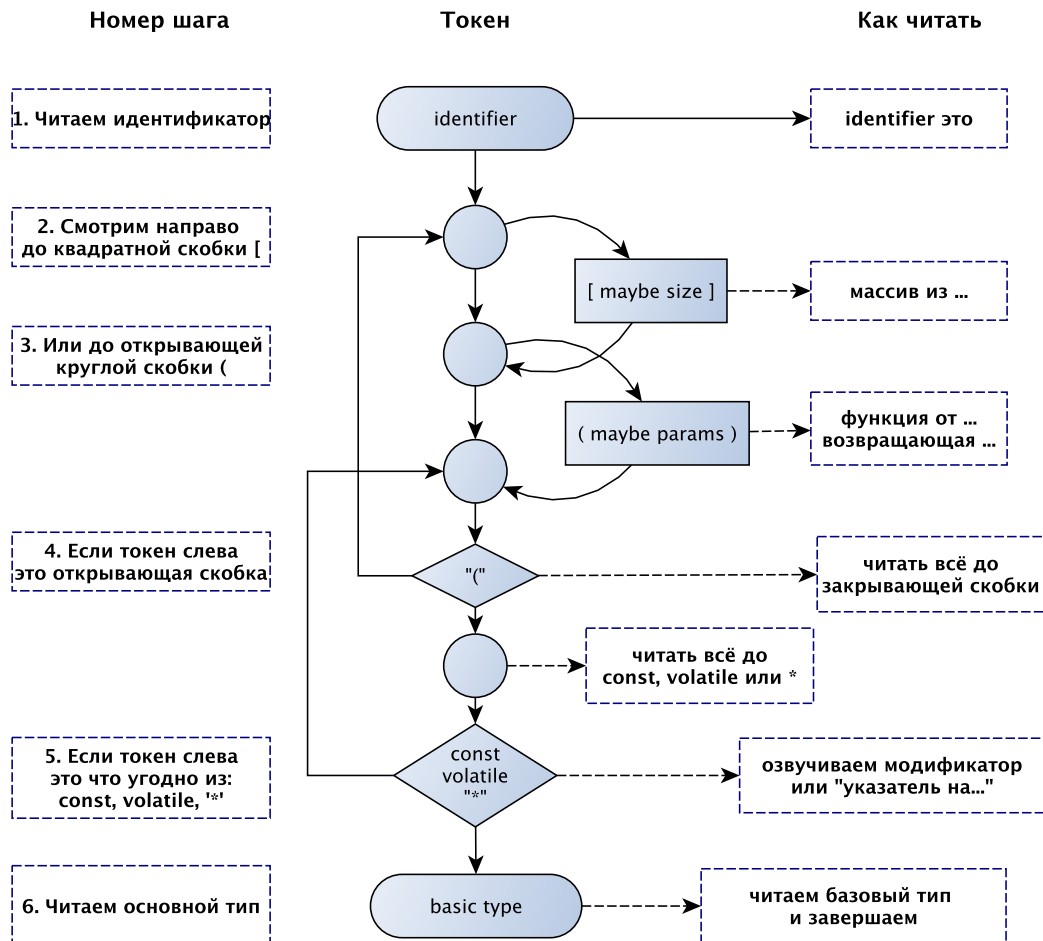 Номер шага
Токен
Как читать
1. Читаем идентификатор
identifier
identifier это
2. Смотрим направо
до квадратной скобки [
[ maybe size ]
массив из ...
3. Или до открывающей
круглой скобки (
( maybe params )
функция от ...
возвращающая ...
4. Если токен слева
это открывающая скобка
"("
читать всё до
закрывающей скобки
читать всё до
const, volatile или *
5. Если токен слева
это что угодно из:
const, volatile, '*'
const
volatile
"*"
озвучиваем модификатор
или "указатель на..."
6. Читаем основной тип
basic type
читаем базовый тип
и завершаем